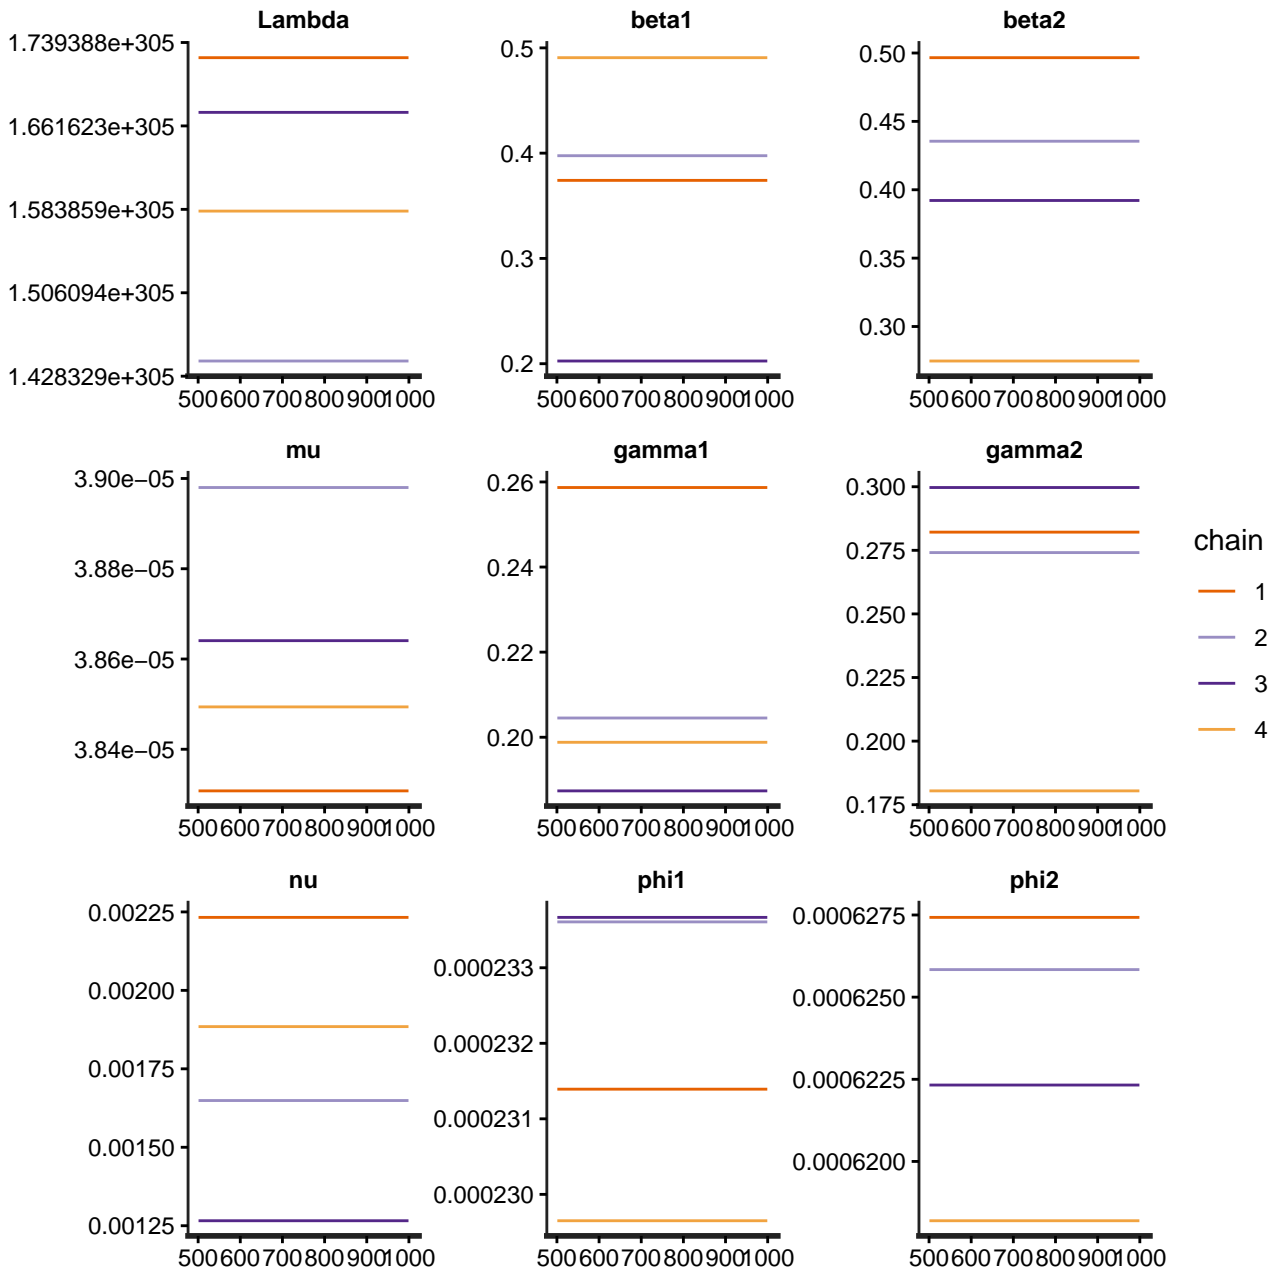 Lambda
beta1
beta2
1.739388e+305
1.661623e+305
1.583859e+305
1.506094e+305
1.428329e+305
500 600 700 800 900 1000
0.5
0.4
0.3
0.2
500 600 700 800 900 1000
0.50
0.45
0.40
0.35
0.30
500 600 700 800 900 1000
mu
gamma1
gamma2
3.90e−05
3.88e−05
3.86e−05
3.84e−05
500 600 700 800 900 1000
0.26
0.24
0.22
0.20
500 600 700 800 900 1000
0.300
0.275
0.250
0.225
0.200
0.175
500 600 700 800 900 1000
chain
1
2
3
4
nu
phi1
phi2
0.00225
0.00200
0.00175
0.00150
0.00125
500 600 700 800 900 1000
0.000233
0.000232
0.000231
0.000230
500 600 700 800 900 1000
0.0006275
0.0006250
0.0006225
0.0006200
500 600 700 800 900 1000